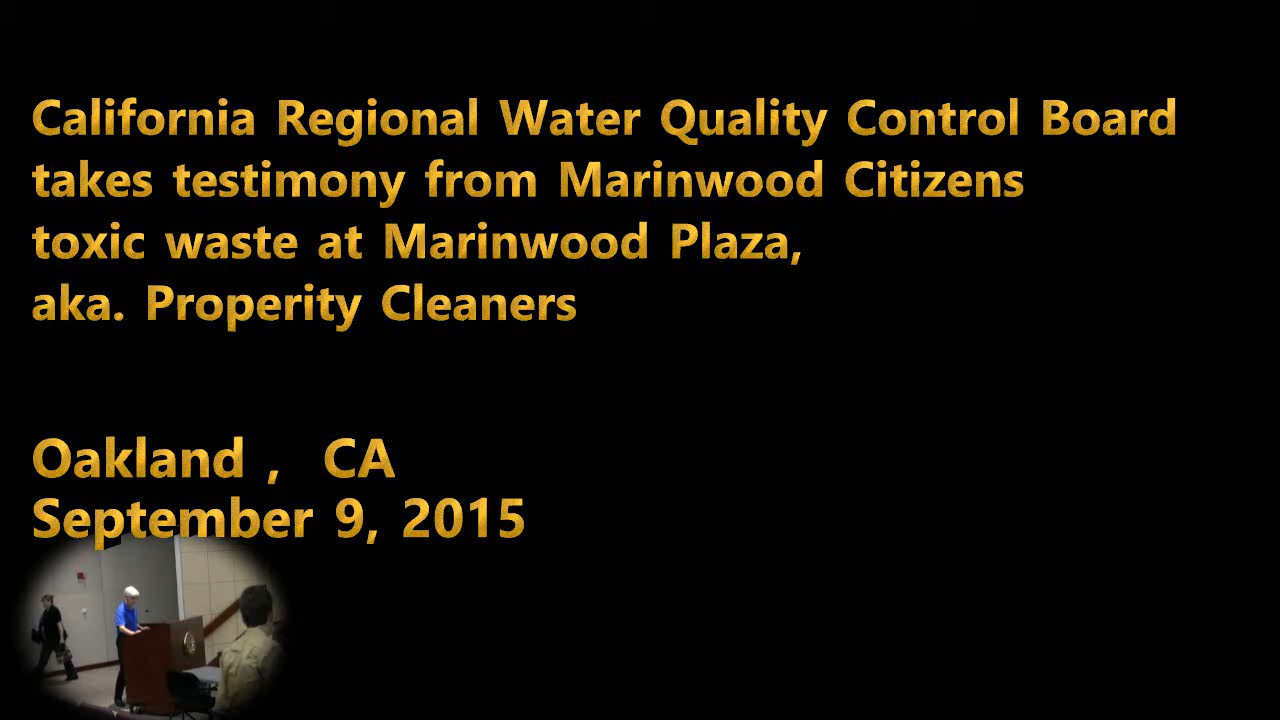 California Regional Water Quality Control Board
takes testimony from Marinwood Citizens
toxic waste at Marinwood Plaza,
aka. Properity Cleaners
Oakland , CA
September 9, 2015